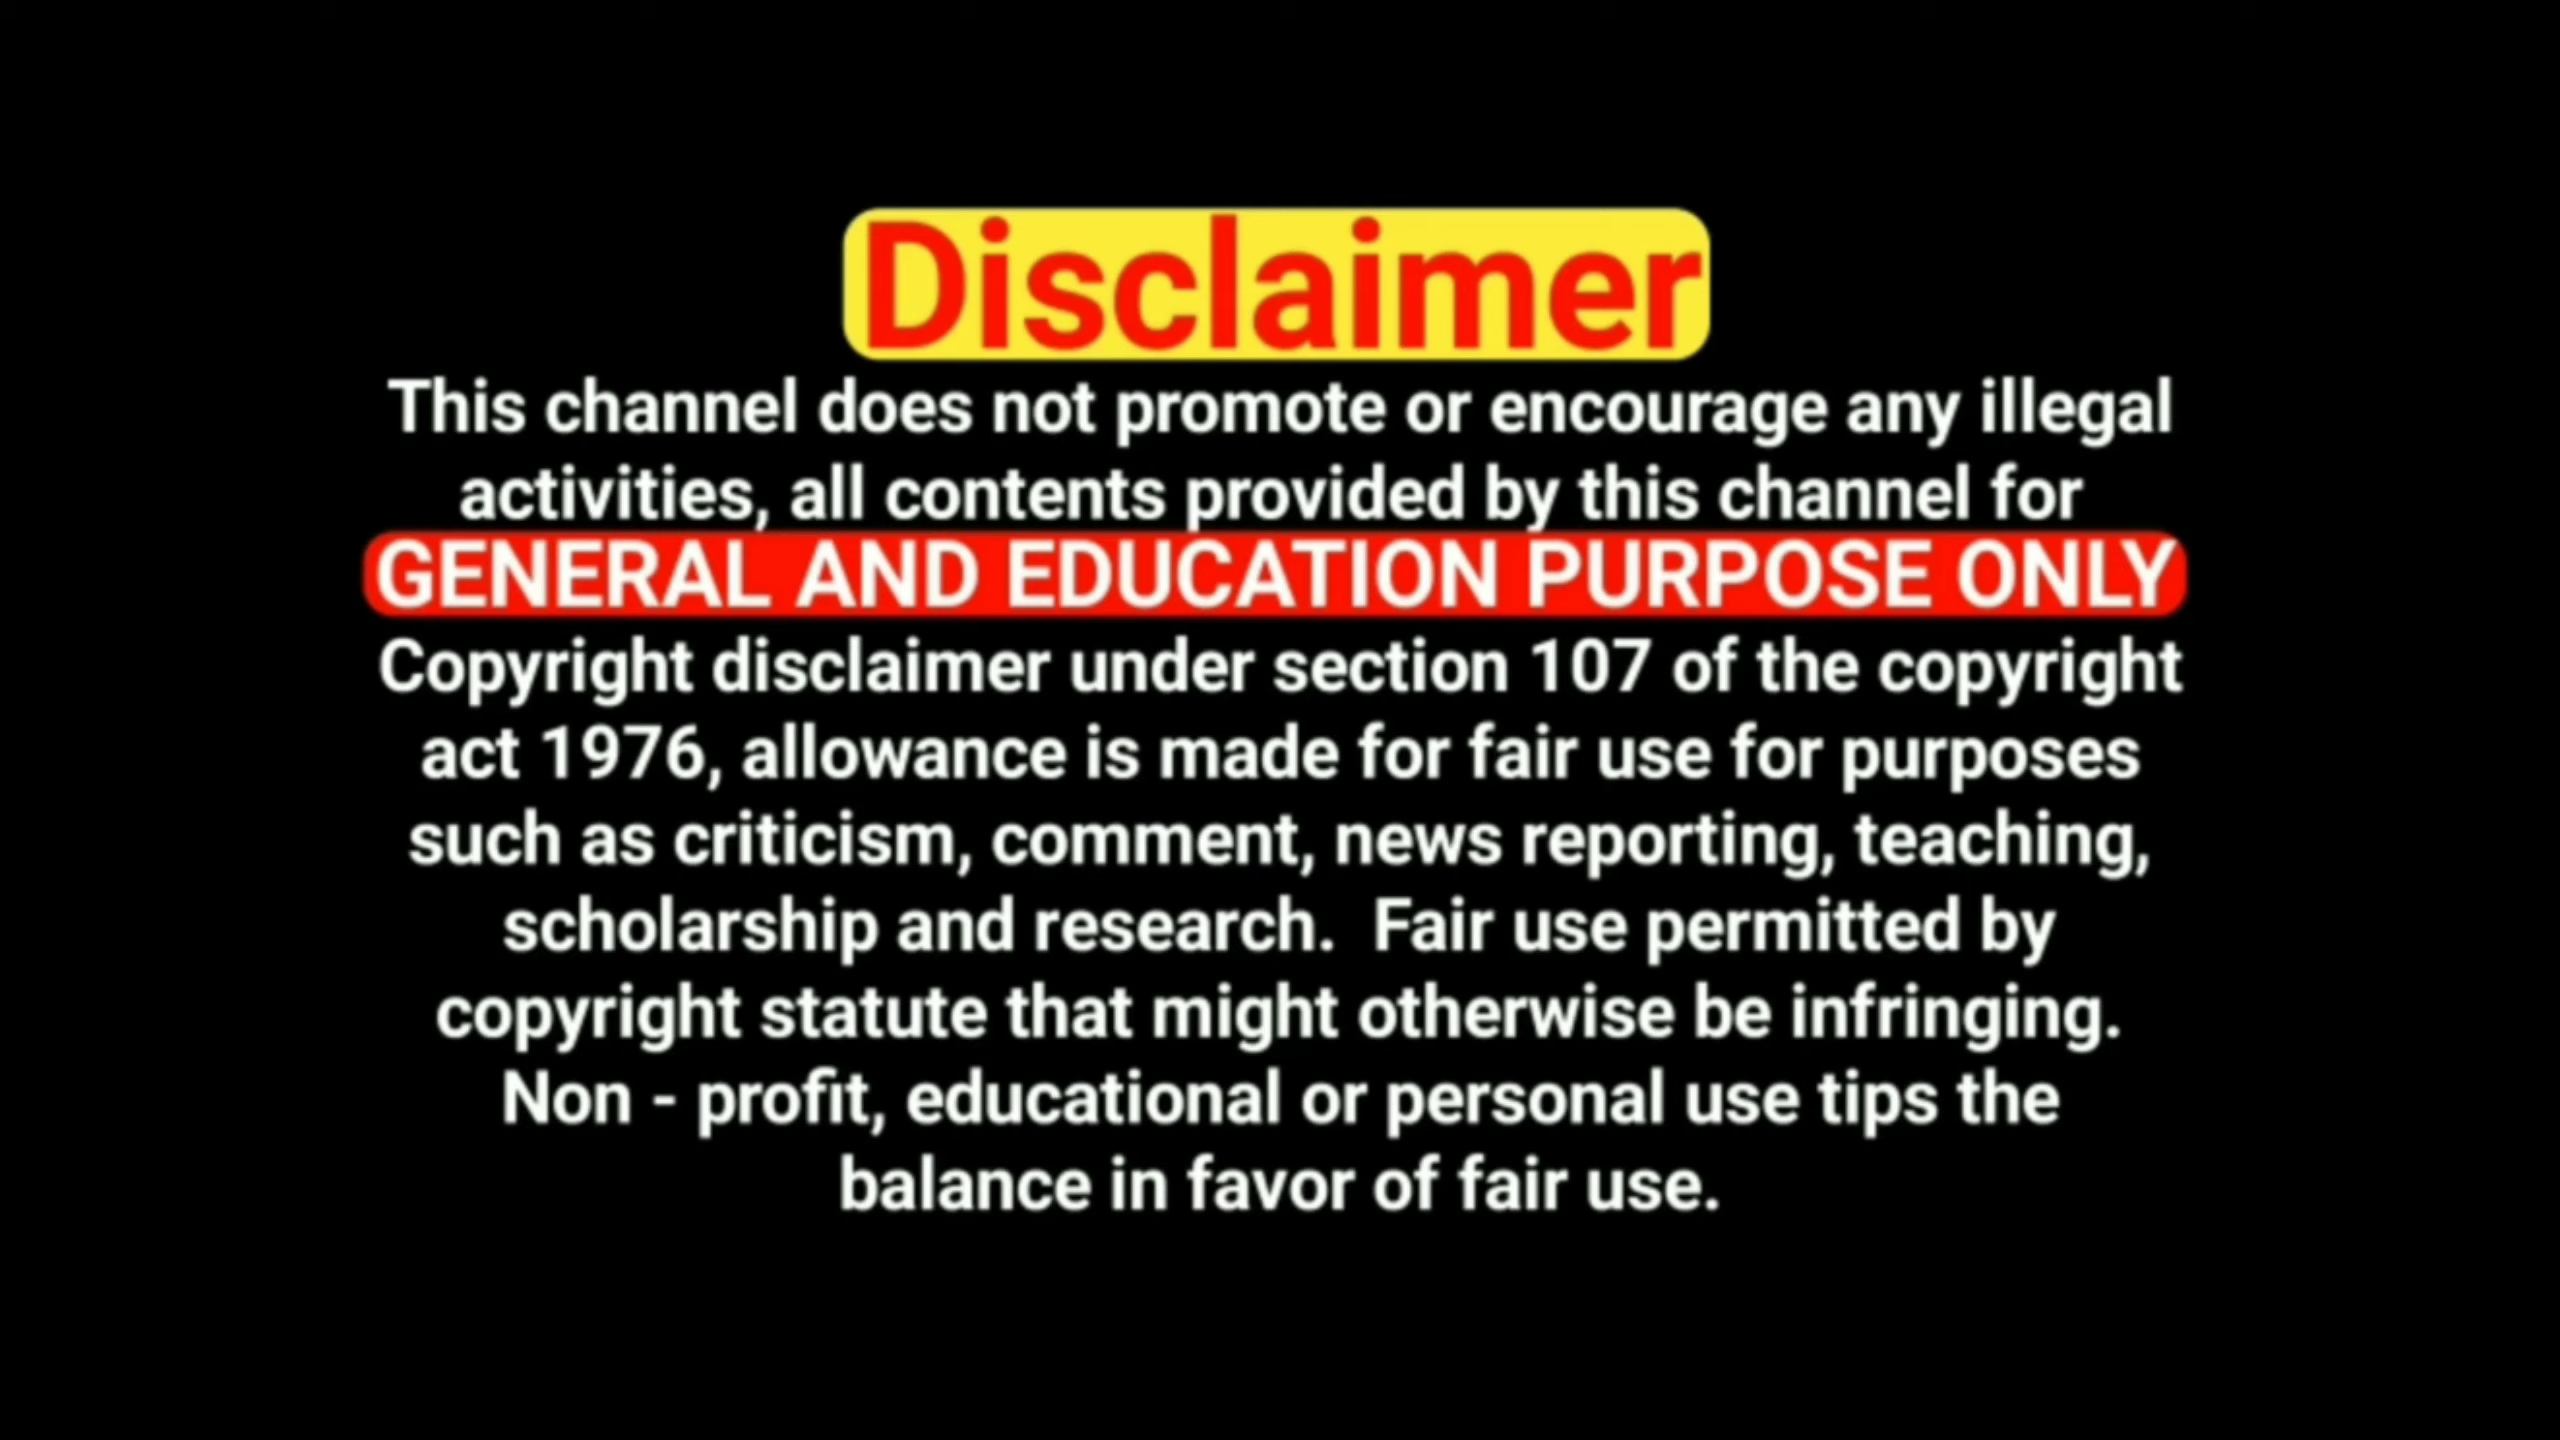 Disclaimer
This channel does not promote or encourage any illegal
activities, all contents provided by this channel for
GENERAL AND EDUCATION PURPOSE ONLY
Copyright disclaimer under section 107 of the copyright
act 1976, allowance is made for fair use for purposes
such as criticism, comment, news reporting, teaching,
scholarship and research.  Fair use permitted by
copyright statute that might otherwise be infringing.
Non - profit, educational or personal use tips the
balance in favor of fair use.